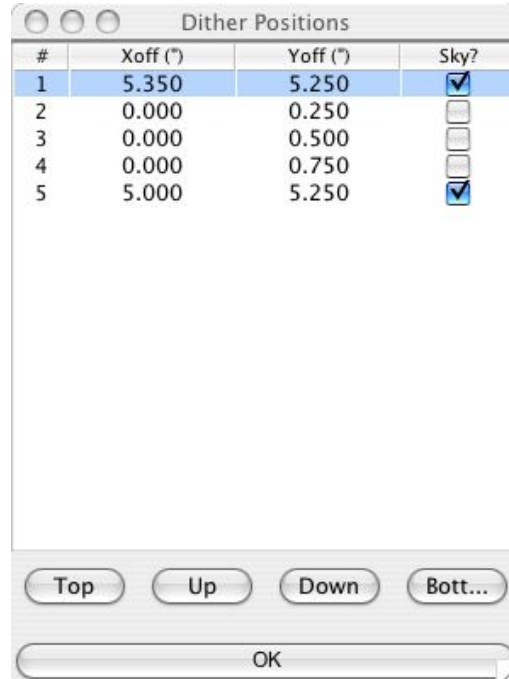 Dither Positions
# Xoff (") Yoff (") Sky?
1 5.350 5.250
2 0.000 0.250
3 0.000 0.500
4 0.000 0.750
5 5.000 5.250
Top Up Down Bott...
OK